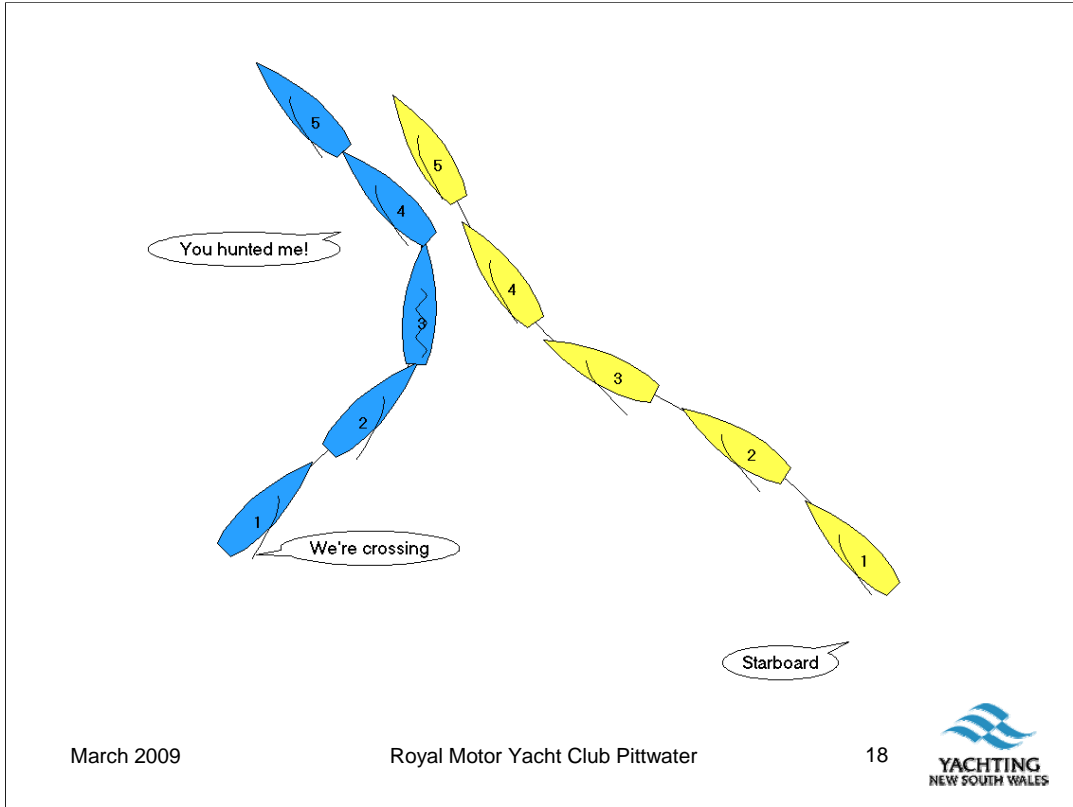 5
5
4
You hunted me!
4
3
3
2
2
1
We're crossing
1
Starboard
March 2009
Royal Motor Yacht Club Pittwater
18
YACHTING
NEW SOUTH WALES